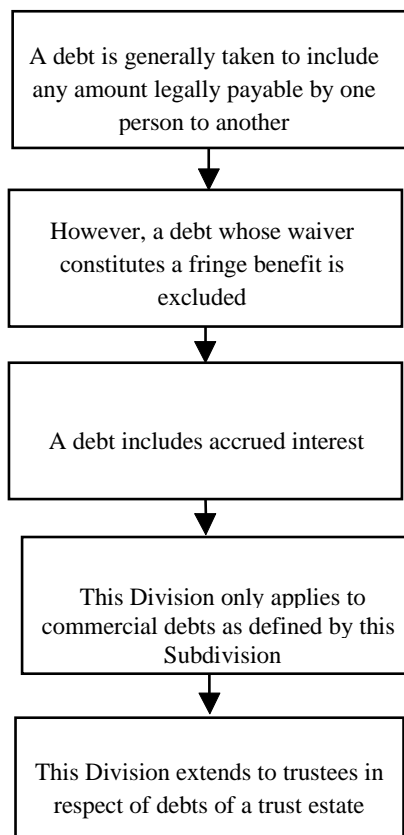 A debt is generally taken to include
any amount legally payable by one
person to another
However, a debt whose waiver
constitutes a fringe benefit is
excluded
A debt includes accrued interest
This Division only applies to
commercial debts as defined by this
Subdivision
This Division extends to trustees in
respect of debts of a trust estate